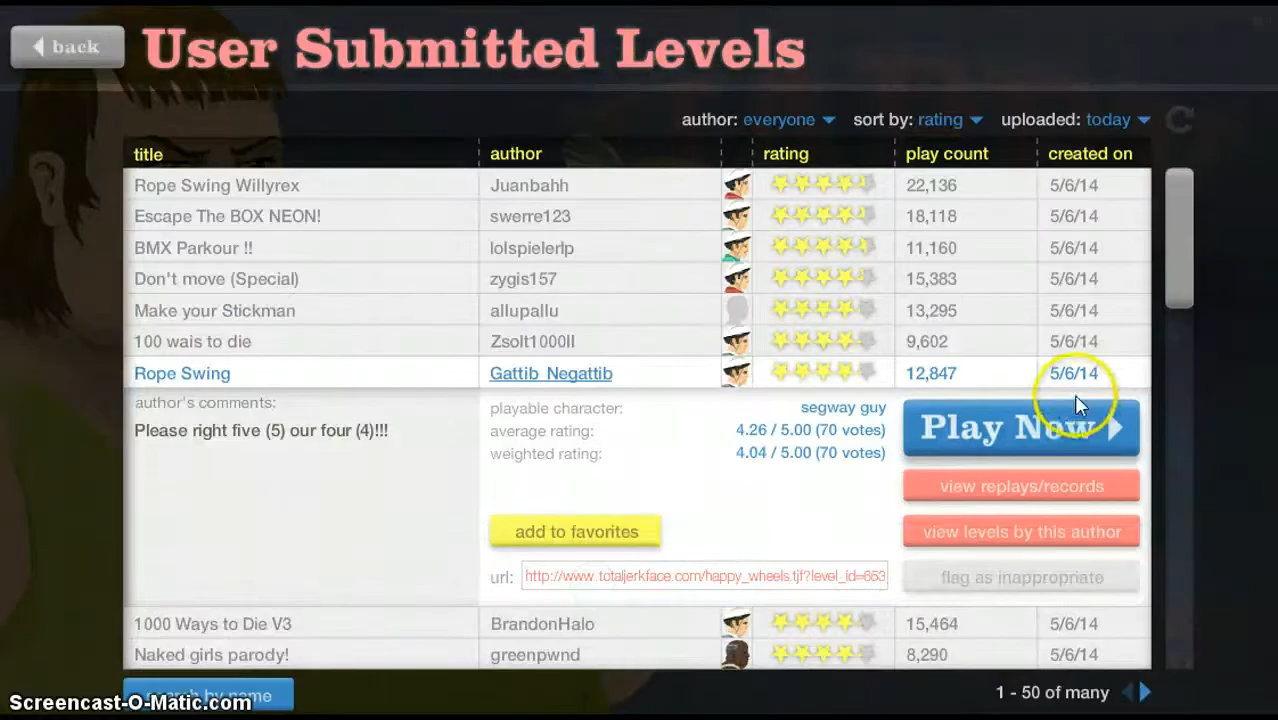 back
User Submitted Levels
author: everyone sort by: rating uploaded: today
title author rating play count created on
Rope Swing Willyrex Juanbahh 22,136 5/6/14
Escape The BOX NEON! swerre123 18,118 5/6/14
BMX Parkour !! lolspielerlp 11,160 5/6/14
Don't move (Special) zygis157 15,383 5/6/14
Make your Stickman allupallu 13,295 5/6/14
100 wais to die Zsolt1000ll 9,602 5/6/14
Rope Swing Gattib_Negattib 12,847 5/6/14
author's comments:
Please right five (5) our four (4)!!!
playable character: segway guy
average rating: 4.26 / 5.00 (70 votes)
weighted rating: 4.04 / 5.00 (70 votes)
Play Now
view replays/records
add to favorites
view levels by this author
url: http://www.totaljerkface.com/happy_wheels.tjf?level_id=653
flag as inappropriate
1000 Ways to Die V3 BrandonHalo 15,464 5/6/14
Naked girls parody! greenpwnd 8,290 5/6/14
search by name
1 - 50 of many
Screencast-O-Matic.com